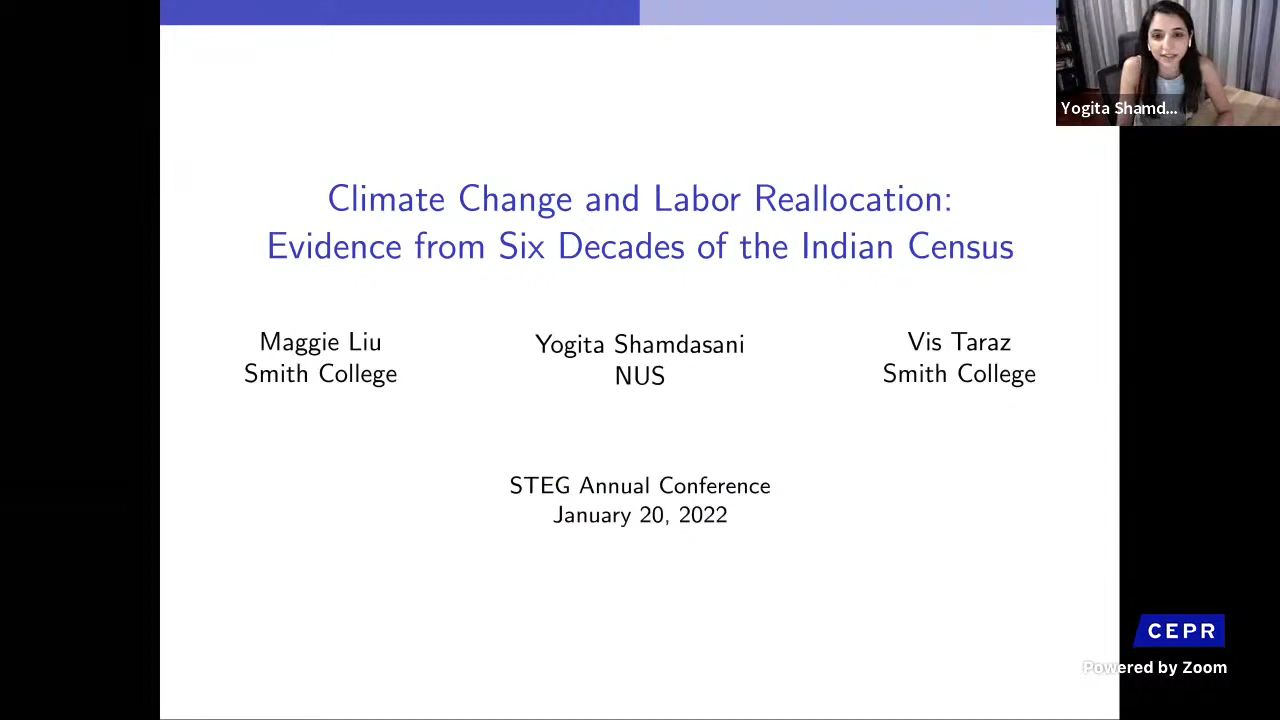 Yogita Shamd...
Climate Change and Labor Reallocation:
Evidence from Six Decades of the Indian Census
Maggie Liu
Smith College
Yogita Shamdasani
NUS
Vis Taraz
Smith College
STEG Annual Conference
January 20, 2022
CEPR
Powered by Zoom